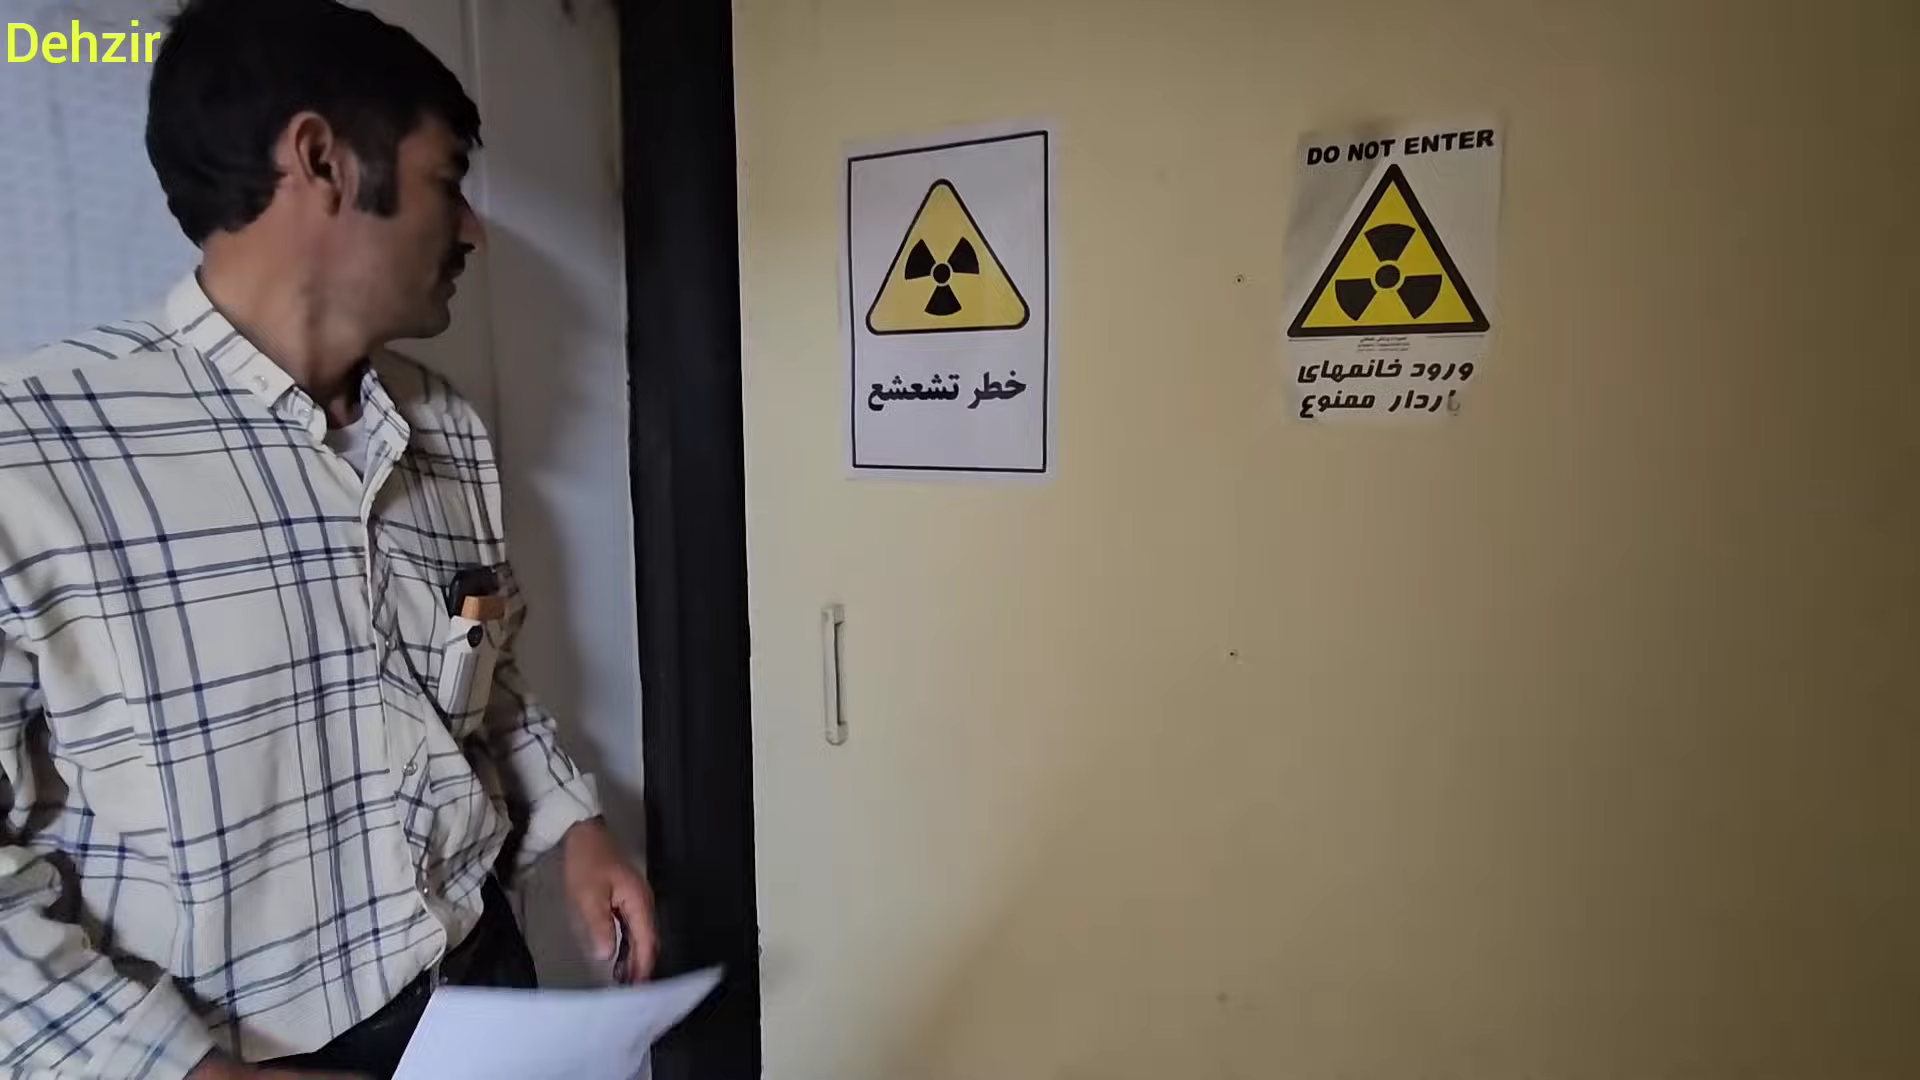 Dehzir
خطر تشعشع
DO NOT ENTER
ورود خانمهای
باردار ممنوع